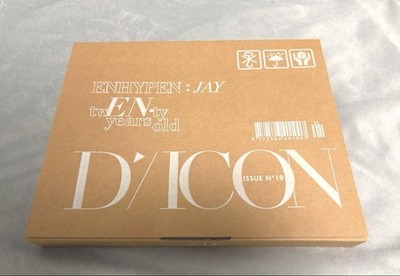 ENHYPEN : JAY
twEN-ty
years old
D'/ICON
ISSUE N°19